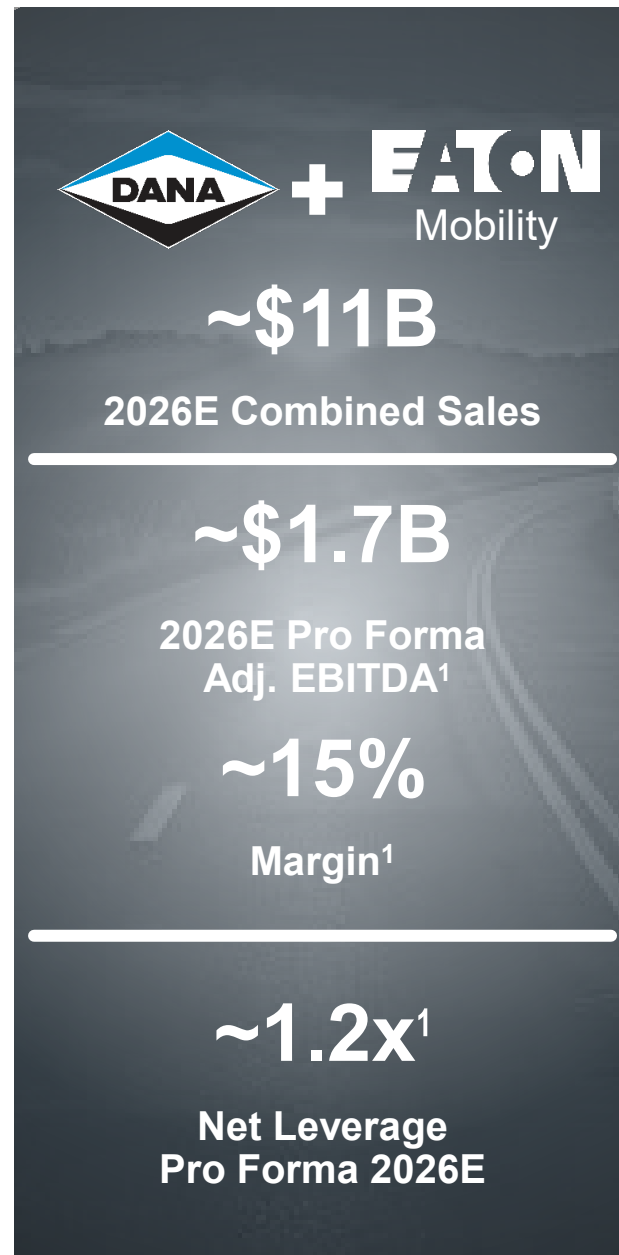 DANA + EATON
Mobility
~$11B
2026E Combined Sales
~$1.7B
2026E Pro Forma
Adj. EBITDA¹
~15%
Margin¹
~1.2x¹
Net Leverage
Pro Forma 2026E